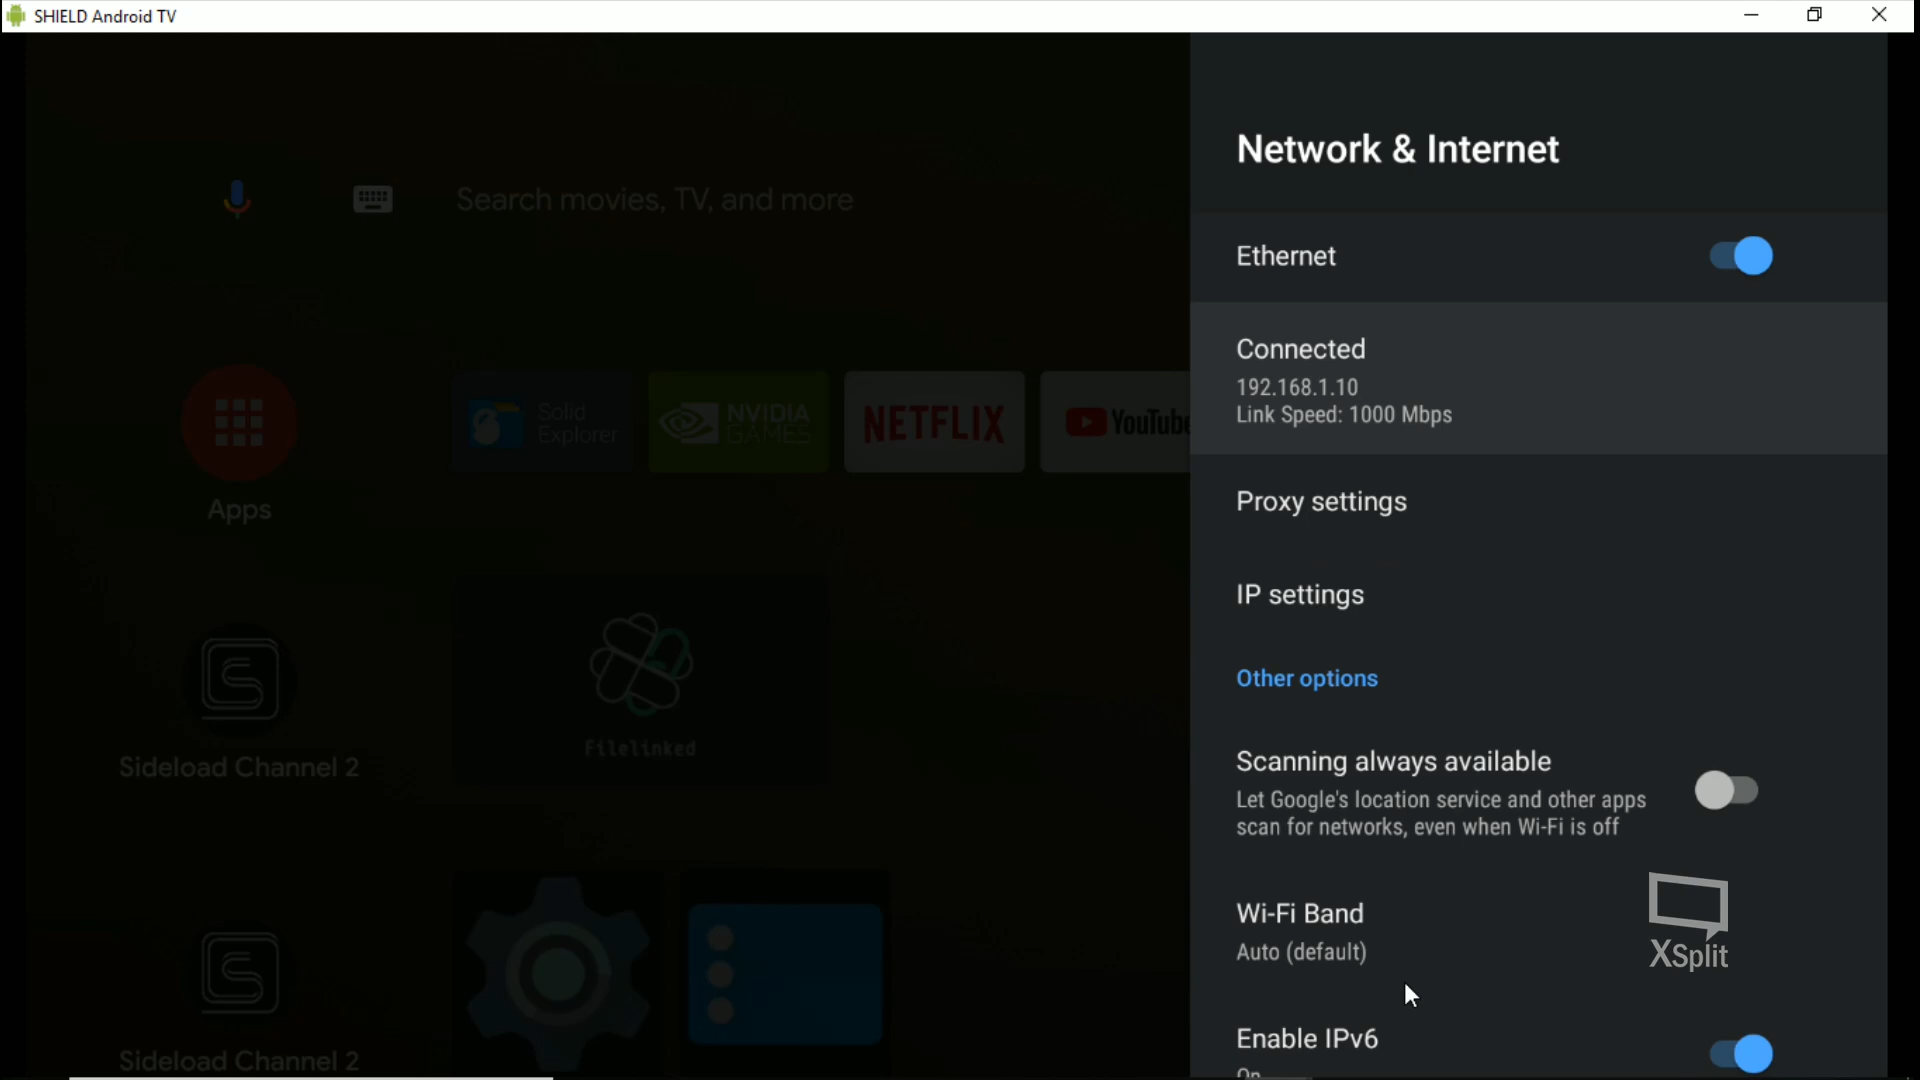 SHIELD Android TV
Search movies, TV, and more
Solid
Explorer
NVIDIA
GAMES
NETFLIX
YouTube
Apps
Filelinked
Sideload Channel 2
Sideload Channel 2
Network & Internet
Ethernet
Connected
192.168.1.10
Link Speed: 1000 Mbps
Proxy settings
IP settings
Other options
Scanning always available
Let Google's location service and other apps
scan for networks, even when Wi-Fi is off
Wi-Fi Band
Auto (default)
XSplit
Enable IPv6
On